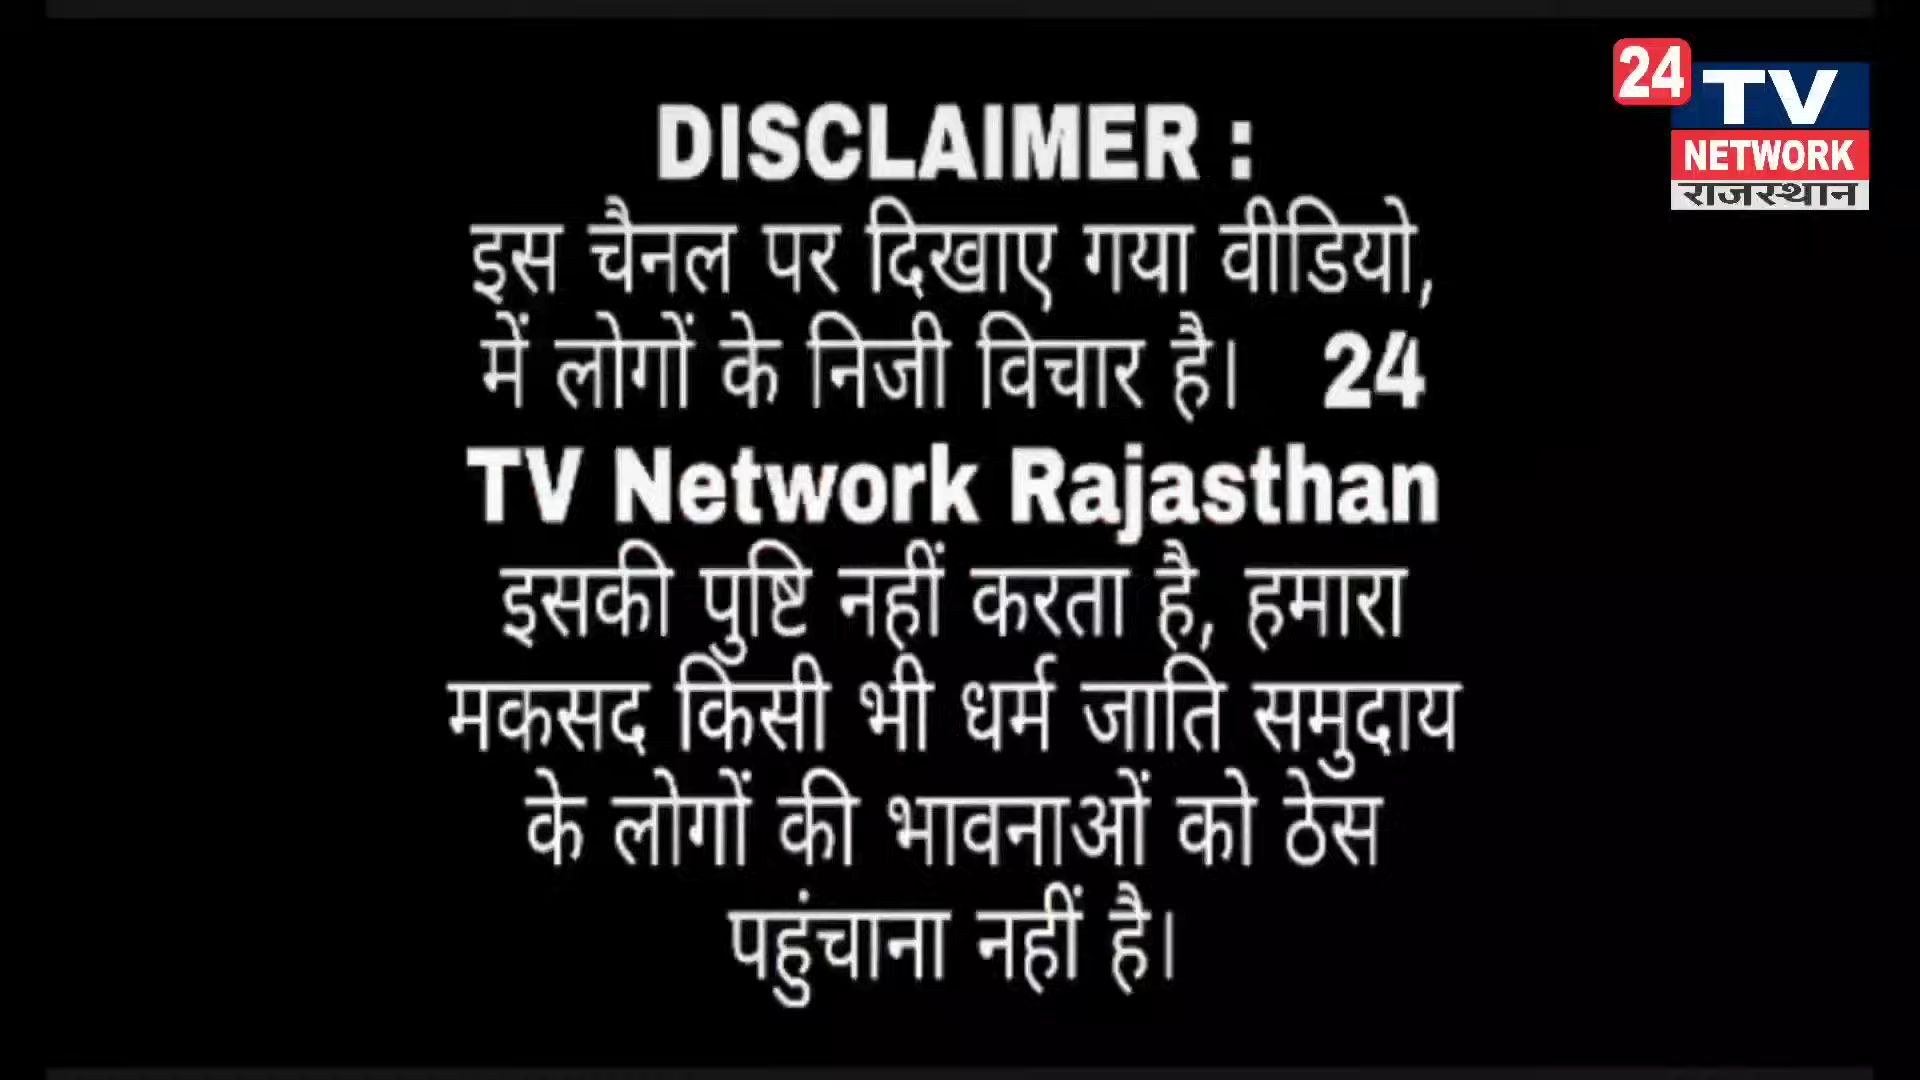 24
TV
NETWORK
राजस्थान
DISCLAIMER :
इस चैनल पर दिखाए गया वीडियो,
में लोगों के निजी विचार है। 24
TV Network Rajasthan
इसकी पुष्टि नहीं करता है, हमारा
मकसद किसी भी धर्म जाति समुदाय
के लोगों की भावनाओं को ठेस
पहुंचाना नहीं है।